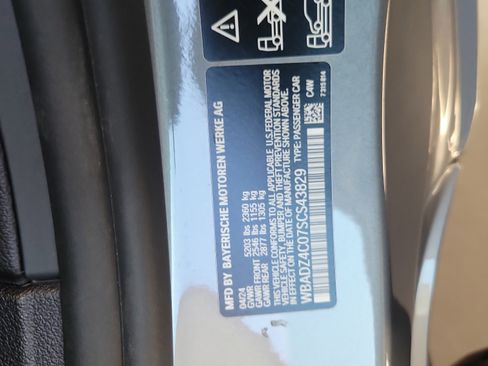 MFD BY BAYERISCHE MOTOREN WERKE AG
04/24
GVWR 5203 lbs 2360 kg
GAWR FRONT 2546 lbs 1155 kg
GAWR REAR 2877 lbs 1305 kg
THIS VEHICLE CONFORMS TO ALL APPLICABLE U.S. FEDERAL MOTOR
VEHICLE SAFETY, BUMPER, AND THEFT PREVENTION STANDARDS
IN EFFECT ON THE DATE OF MANUFACTURE SHOWN ABOVE.
WBADZ4C07SCS43829 TYPE: PASSENGER CAR
C4W
7315814